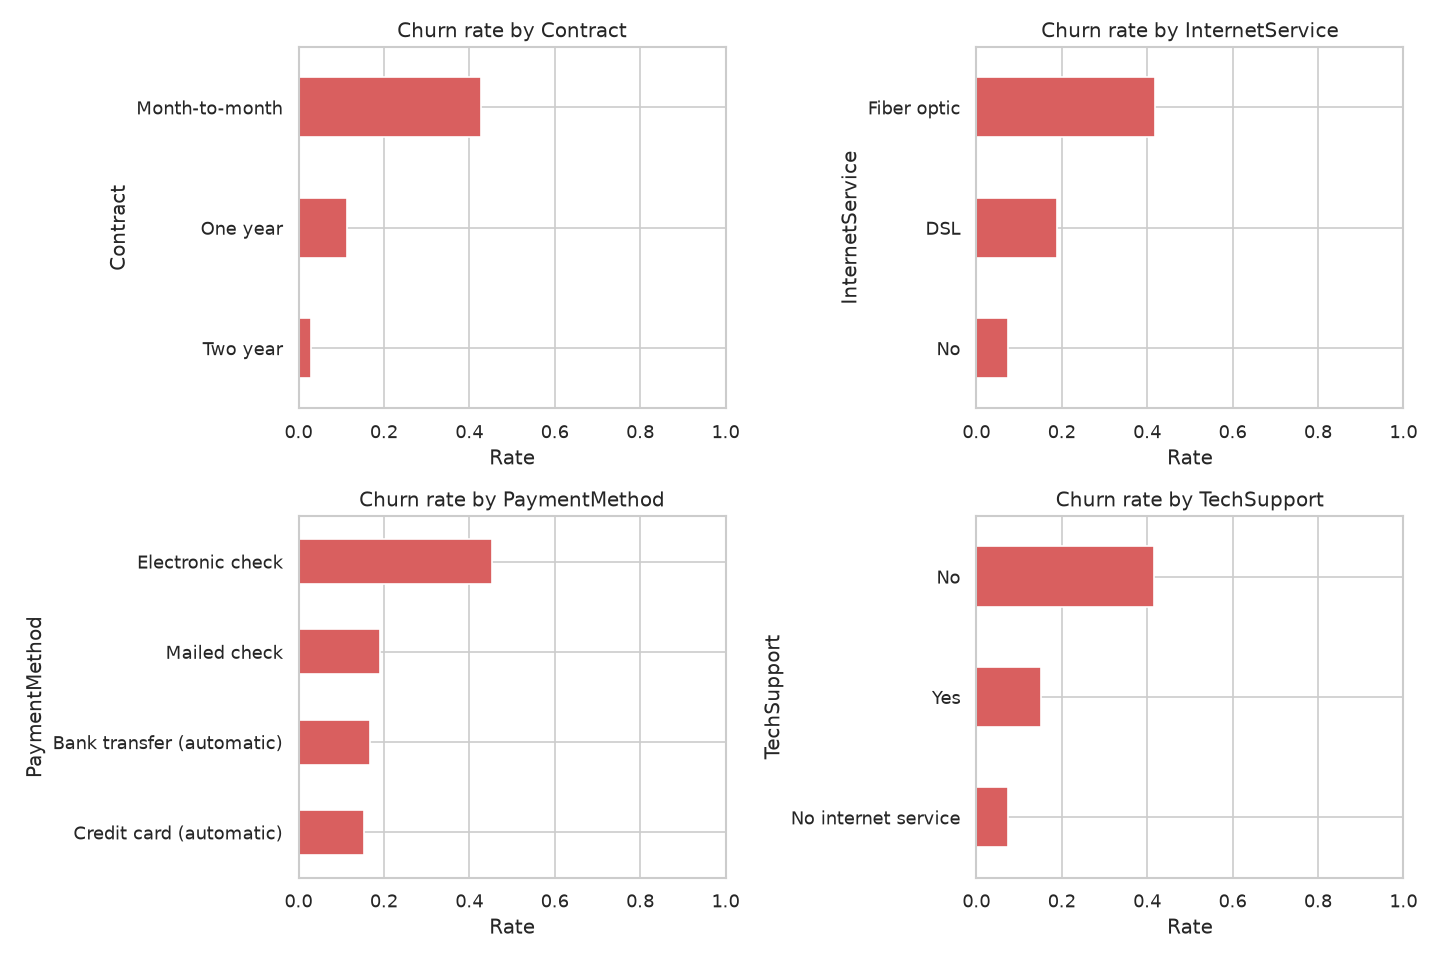 Churn rate by Contract
Contract
Month-to-month
One year
Two year
0.0 0.2 0.4 0.6 0.8 1.0
Rate
Churn rate by InternetService
InternetService
Fiber optic
DSL
No
0.0 0.2 0.4 0.6 0.8 1.0
Rate
Churn rate by PaymentMethod
PaymentMethod
Electronic check
Mailed check
Bank transfer (automatic)
Credit card (automatic)
0.0 0.2 0.4 0.6 0.8 1.0
Rate
Churn rate by TechSupport
TechSupport
No
Yes
No internet service
0.0 0.2 0.4 0.6 0.8 1.0
Rate